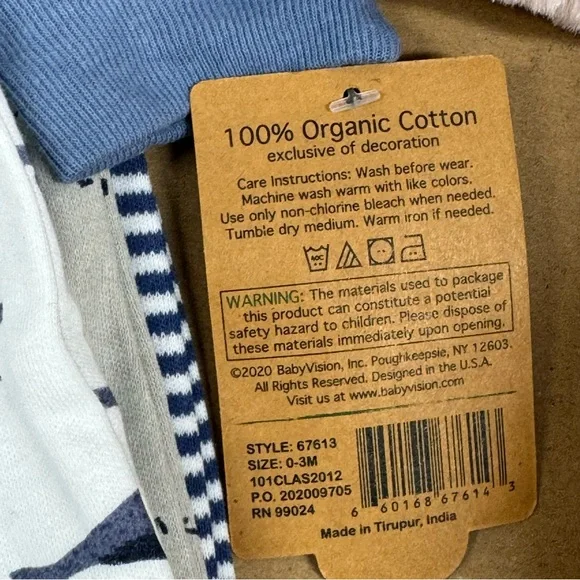 100% Organic Cotton
exclusive of decoration
Care Instructions: Wash before wear.
Machine wash warm with like colors.
Use only non-chlorine bleach when needed.
Tumble dry medium. Warm iron if needed.
WARNING: The materials used to package
this product can constitute a potential
safety hazard to children. Please dispose of
these materials immediately upon opening.
©2020 BabyVision, Inc. Poughkeepsie, NY 12603.
All Rights Reserved. Designed in the U.S.A.
Visit us at www.babyvision.com
STYLE: 67613
SIZE: 0-3M
101CLAS2012
P.O. 202009705
RN 99024
6 60168 67614 3
Made in Tirupur, India